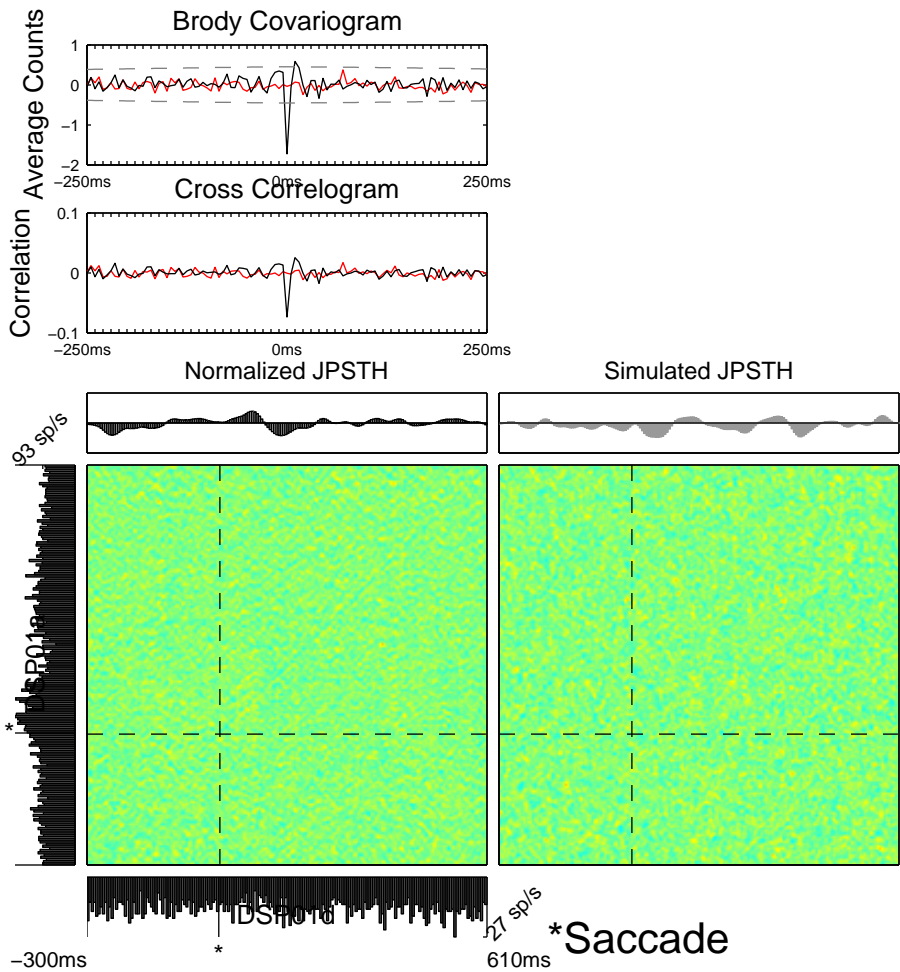 Brody Covariogram
Average Counts
1
0
−1
−2
−250ms
0ms
250ms
Cross Correlogram
Correlation
0.1
0
−0.1
−250ms
0ms
250ms
Normalized JPSTH
Simulated JPSTH
93 sp/s
*
DSP01d
27 sp/s
*
−300ms
610ms
*Saccade